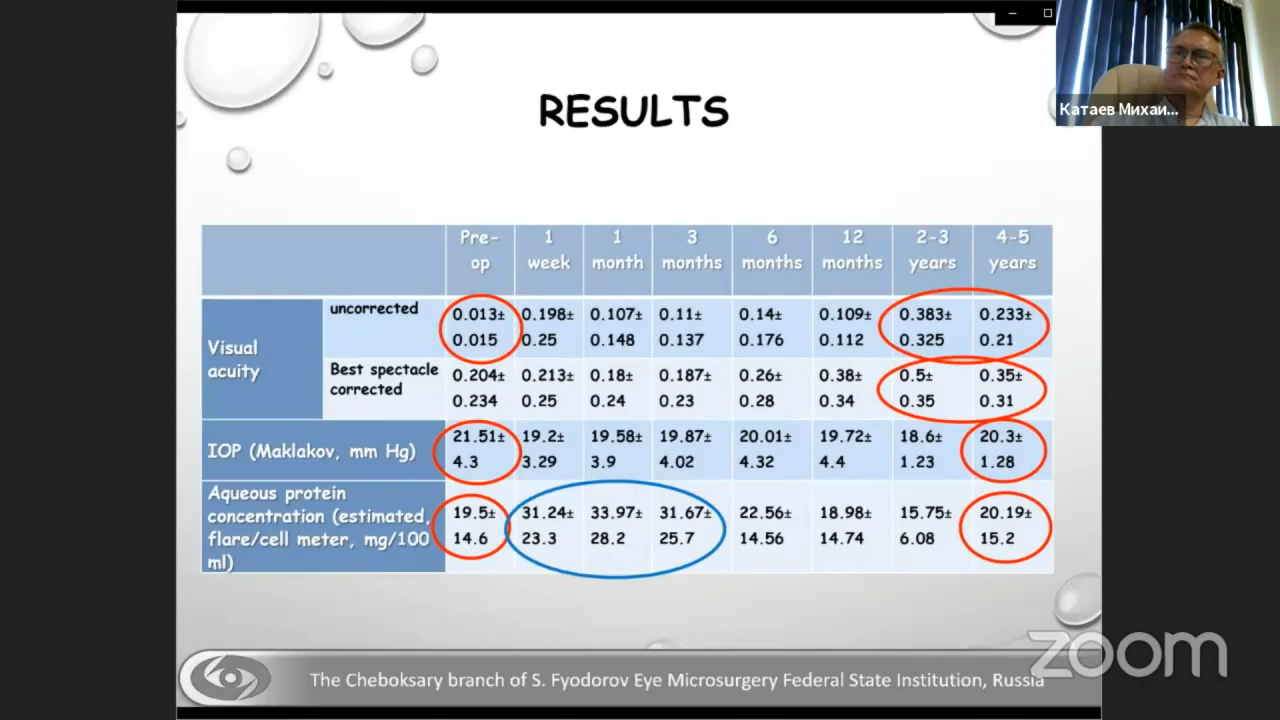 RESULTS
Катаев Михаи...
Pre-op 1 week 1 month 3 months 6 months 12 months 2-3 years 4-5 years
Visual acuity
uncorrected 0.013± 0.015 0.198± 0.25 0.107± 0.148 0.11± 0.137 0.14± 0.176 0.109± 0.112 0.383± 0.325 0.233± 0.21
Best spectacle corrected 0.204± 0.234 0.213± 0.25 0.18± 0.24 0.187± 0.23 0.26± 0.28 0.38± 0.34 0.5± 0.35 0.35± 0.31
IOP (Maklakov, mm Hg) 21.51± 4.3 19.2± 3.29 19.58± 3.9 19.87± 4.02 20.01± 4.32 19.72± 4.4 18.6± 1.23 20.3± 1.28
Aqueous protein concentration (estimated, flare/cell meter, mg/100 ml) 19.5± 14.6 31.24± 23.3 33.97± 28.2 31.67± 25.7 22.56± 14.56 18.98± 14.74 15.75± 6.08 20.19± 15.2
The Cheboksary branch of S. Fyodorov Eye Microsurgery Federal State Institution, Russia
zoom